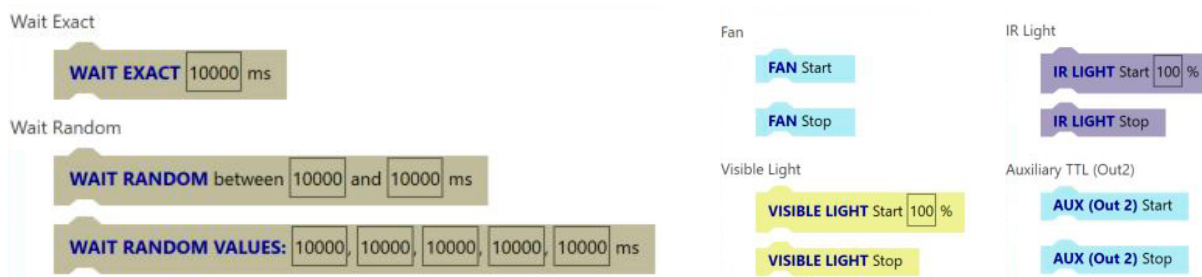 Wait Exact
WAIT EXACT 10000 ms
Wait Random
WAIT RANDOM between 10000 and 10000 ms
WAIT RANDOM VALUES: 10000, 10000, 10000, 10000, 10000 ms
Fan
FAN Start
FAN Stop
Visible Light
VISIBLE LIGHT Start 100 %
VISIBLE LIGHT Stop
IR Light
IR LIGHT Start 100 %
IR LIGHT Stop
Auxiliary TTL (Out2)
AUX (Out 2) Start
AUX (Out 2) Stop